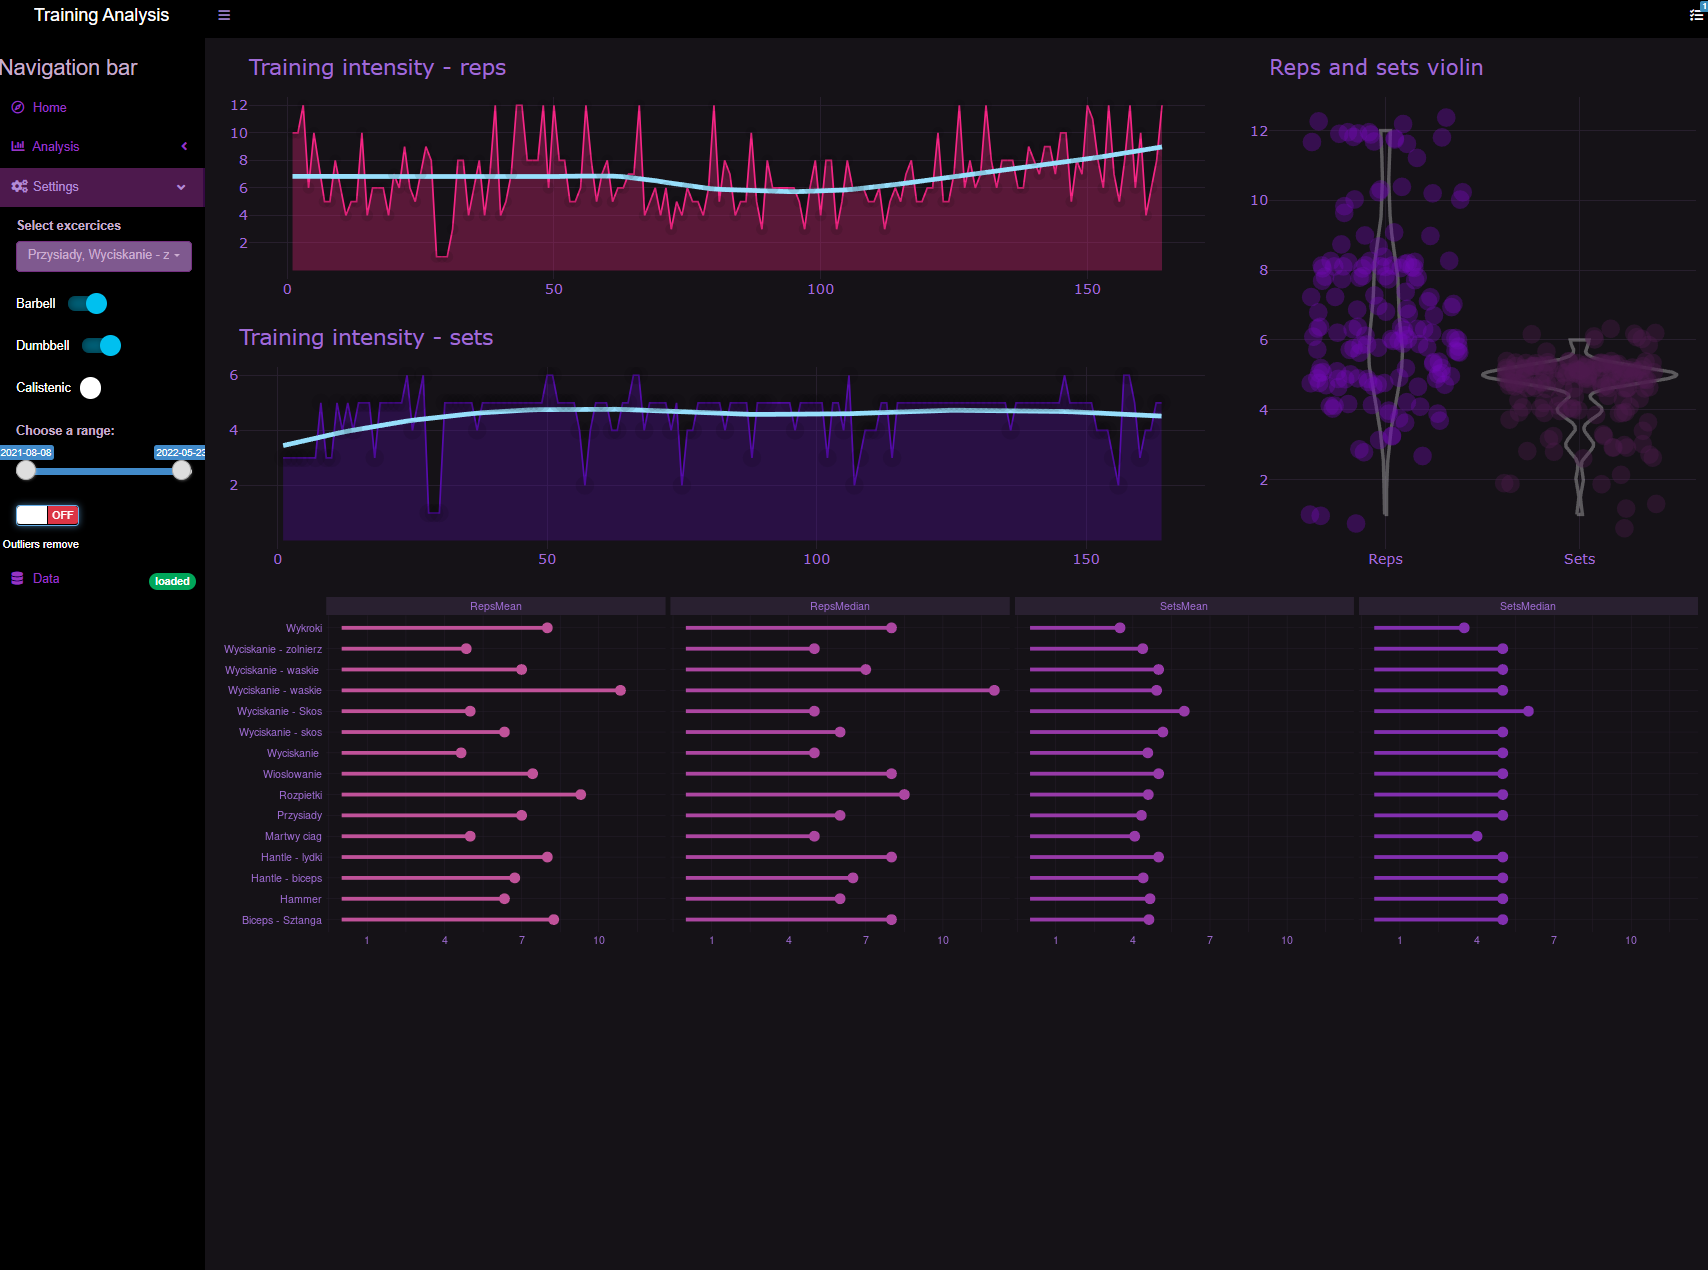 Training Analysis
1
Navigation bar
Home
Analysis
Settings
Select excercices
Przysiady, Wyciskanie - z
Barbell
Dumbbell
Calistenic
Choose a range:
2021-08-08 2022-05-23
OFF
Outliers remove
Data loaded
Training intensity - reps
12
10
8
6
4
2
0 50 100 150
Training intensity - sets
6
4
2
0 50 100 150
Reps and sets violin
12
10
8
6
4
2
Reps Sets
RepsMean RepsMedian SetsMean SetsMedian
Wykroki
Wyciskanie - zolnierz
Wyciskanie - waskie
Wyciskanie - waskie
Wyciskanie - Skos
Wyciskanie - skos
Wyciskanie
Wioslowanie
Rozpietki
Przysiady
Martwy ciag
Hantle - lydki
Hantle - biceps
Hammer
Biceps - Sztanga
1 4 7 10 1 4 7 10 1 4 7 10 1 4 7 10